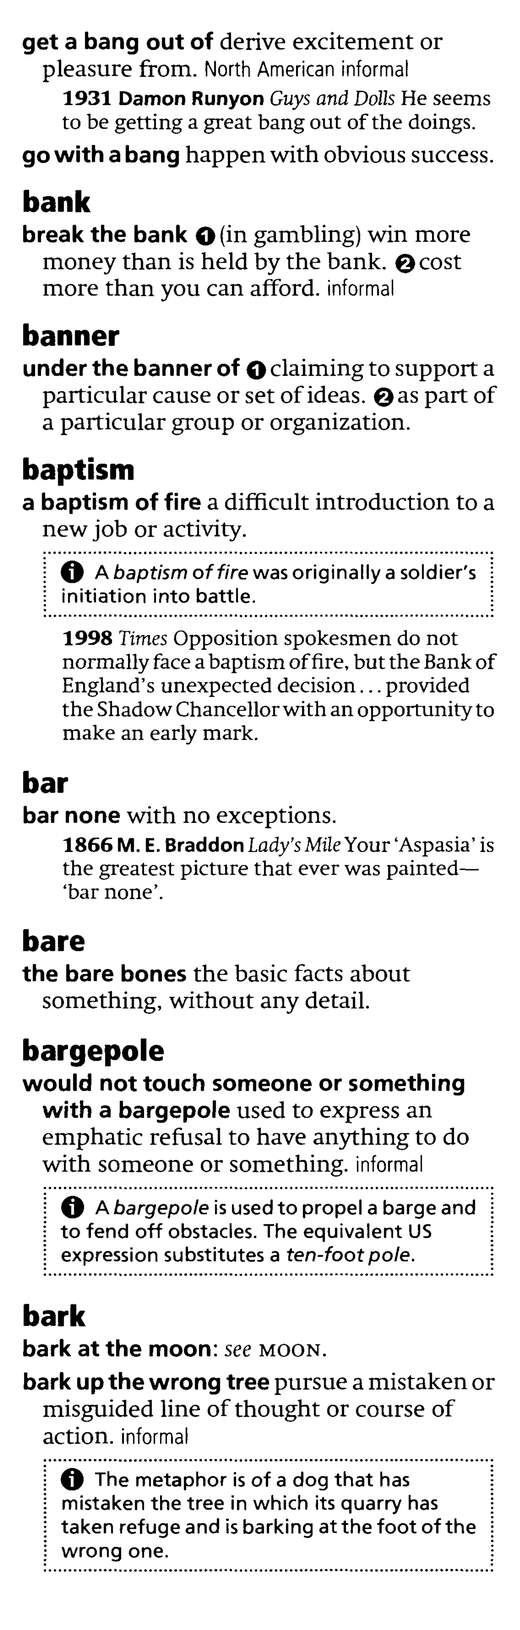 get a bang out of derive excitement or
pleasure from. North American informal
1931 Damon Runyon Guys and Dolls He seems
to be getting a great bang out of the doings.
go with a bang happen with obvious success.
bank
break the bank ❶ (in gambling) win more
money than is held by the bank. ❷ cost
more than you can afford. informal
banner
under the banner of ❶ claiming to support a
particular cause or set of ideas. ❷ as part of
a particular group or organization.
baptism
a baptism of fire a difficult introduction to a
new job or activity.
ℹ A baptism of fire was originally a soldier's
initiation into battle.
1998 Times Opposition spokesmen do not
normally face a baptism of fire, but the Bank of
England's unexpected decision... provided
the Shadow Chancellor with an opportunity to
make an early mark.
bar
bar none with no exceptions.
1866 M. E. Braddon Lady's Mile Your 'Aspasia' is
the greatest picture that ever was painted—
'bar none'.
bare
the bare bones the basic facts about
something, without any detail.
bargepole
would not touch someone or something
with a bargepole used to express an
emphatic refusal to have anything to do
with someone or something. informal
ℹ A bargepole is used to propel a barge and
to fend off obstacles. The equivalent US
expression substitutes a ten-foot pole.
bark
bark at the moon: see MOON.
bark up the wrong tree pursue a mistaken or
misguided line of thought or course of
action. informal
ℹ The metaphor is of a dog that has
mistaken the tree in which its quarry has
taken refuge and is barking at the foot of the
wrong one.